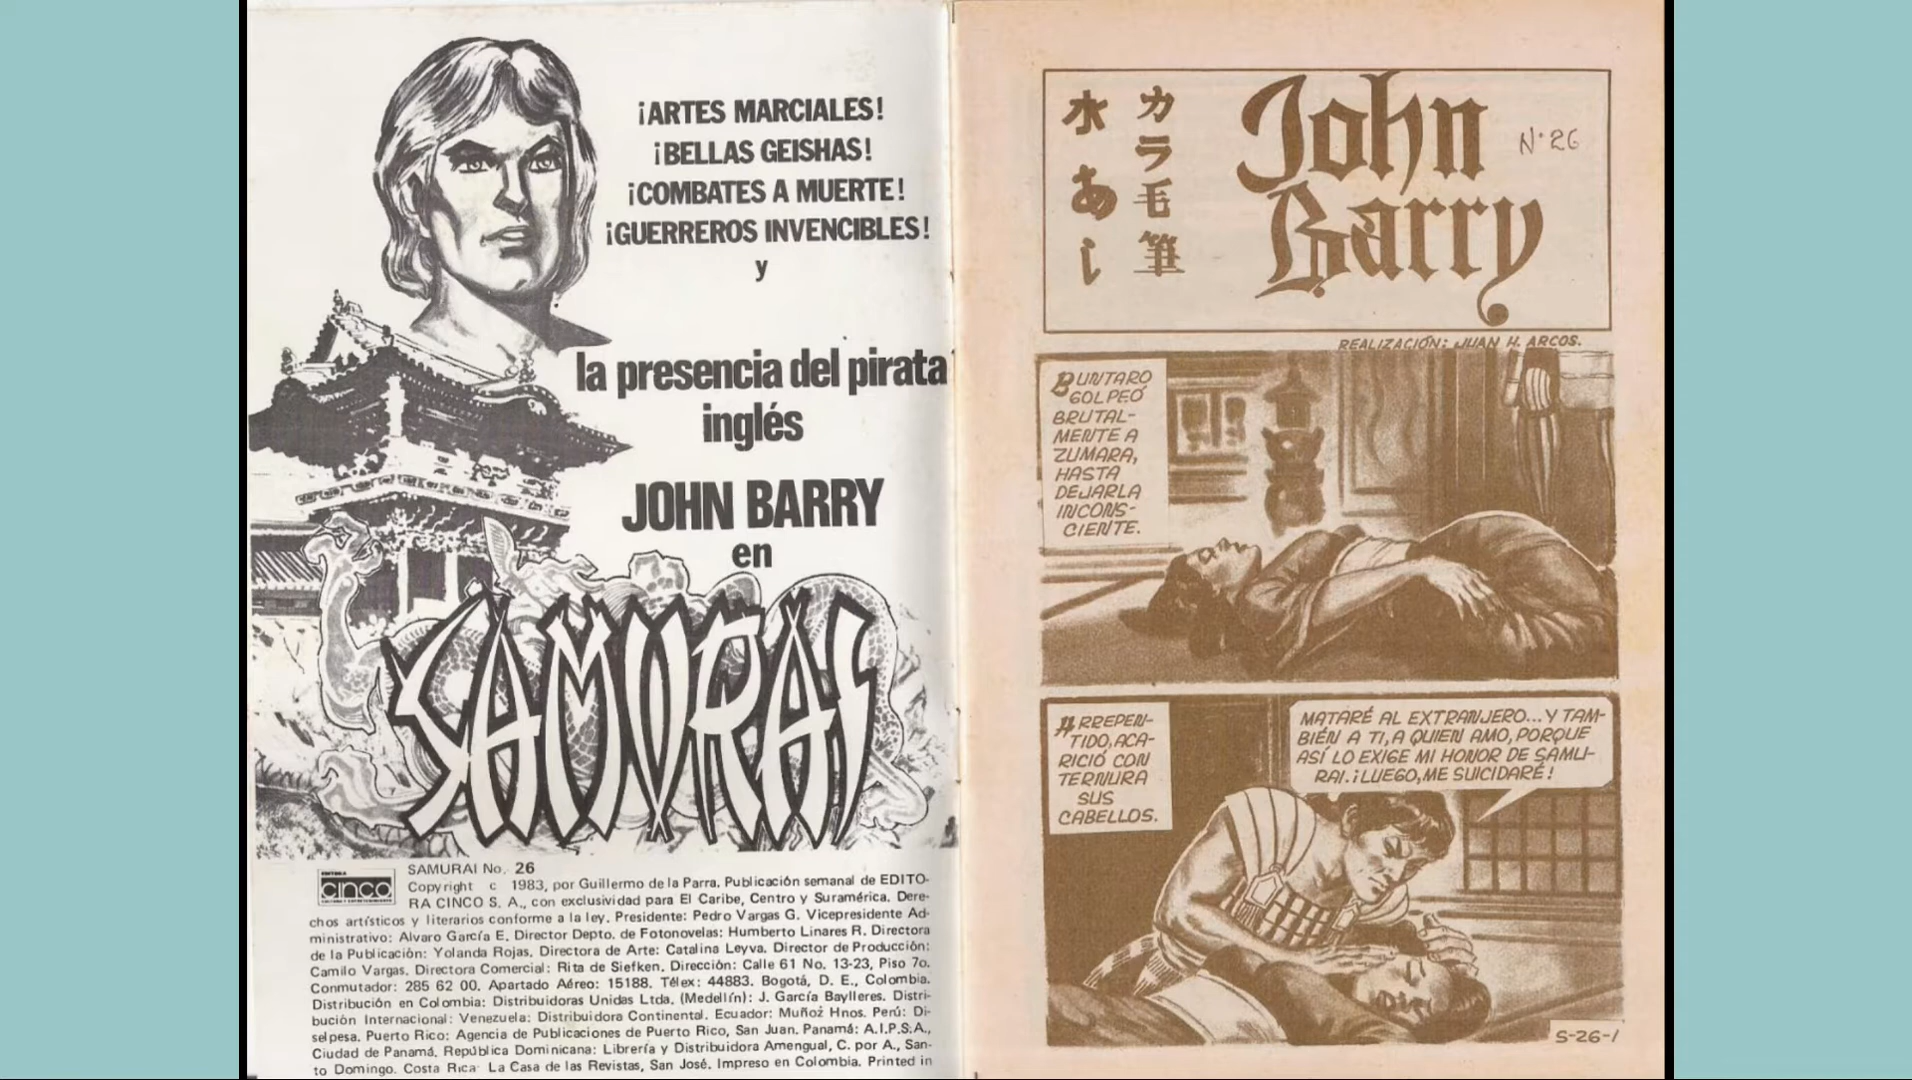 ¡ARTES MARCIALES!
¡BELLAS GEISHAS!
¡COMBATES A MUERTE!
¡GUERREROS INVENCIBLES!
y
la presencia del pirata
inglés
JOHN BARRY
en
SAMURAI
EDITORA
CINCO
SAMURAI No. 26
Copyright c 1983, por Guillermo de la Parra. Publicación semanal de EDITO-
RA CINCO S. A., con exclusividad para El Caribe, Centro y Suramérica. Dere-
chos artísticos y literarios conforme a la ley. Presidente: Pedro Vargas G. Vicepresidente Ad-
ministrativo: Alvaro García E. Director Depto. de Fotonovelas: Humberto Linares R. Directora
de la Publicación: Yolanda Rojas. Directora de Arte: Catalina Leyva. Director de Producción:
Camilo Vargas. Directora Comercial: Rita de Siefken. Dirección: Calle 61 No. 13-23, Piso 7o.
Conmutador: 285 62 00. Apartado Aéreo: 15188. Télex: 44883. Bogotá, D. E., Colombia.
Distribución en Colombia: Distribuidoras Unidas Ltda. (Medellín): J. García Baylleres. Distri-
bución Internacional: Venezuela: Distribuidora Continental. Ecuador: Muñoz Hnos. Perú: Di-
selpesa. Puerto Rico: Agencia de Publicaciones de Puerto Rico, San Juan. Panamá: A.I.P.S.A.,
Ciudad de Panamá. República Dominicana: Librería y Distribuidora Amengual, C. por A., San-
to Domingo. Costa Rica: La Casa de las Revistas, San José. Impreso en Colombia. Printed in
カラ毛筆
水あし
John
Barry
N.26
REALIZACIÓN: JUAN H. ARCOS.
BUNTARO
GOLPEÓ
BRUTAL-
MENTE A
ZUMARA,
HASTA
DEJARLA
INCONS-
CIENTE.
ARREPEN-
TIDO, ACA-
RICIÓ CON
TERNURA
SUS
CABELLOS.
MATARÉ AL EXTRANJERO... Y TAM-
BIÉN A TI, A QUIEN AMO, PORQUE
ASÍ LO EXIGE MI HONOR DE SAMU-
RAI. ¡LUEGO, ME SUICIDARÉ!
S-26-1